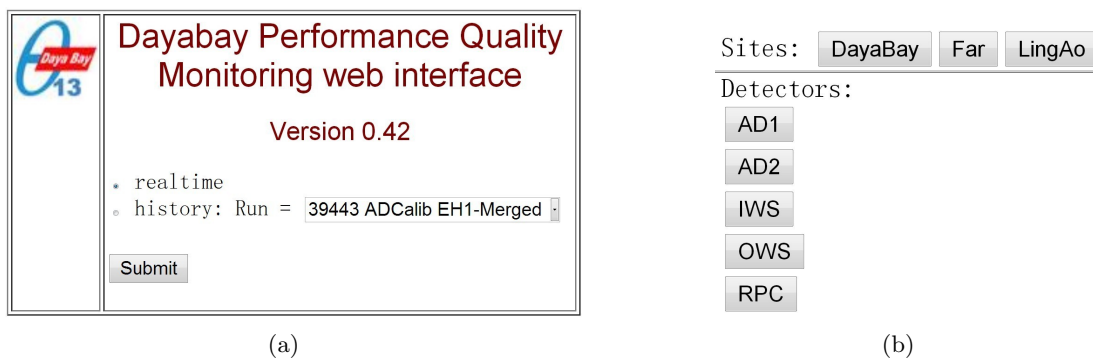 Daya Bay
13
Dayabay Performance Quality
Monitoring web interface
Version 0.42
realtime
history: Run = 39443 ADCalib EH1-Merged
Submit
(a)
Sites: DayaBay Far LingAo
Detectors:
AD1
AD2
IWS
OWS
RPC
(b)